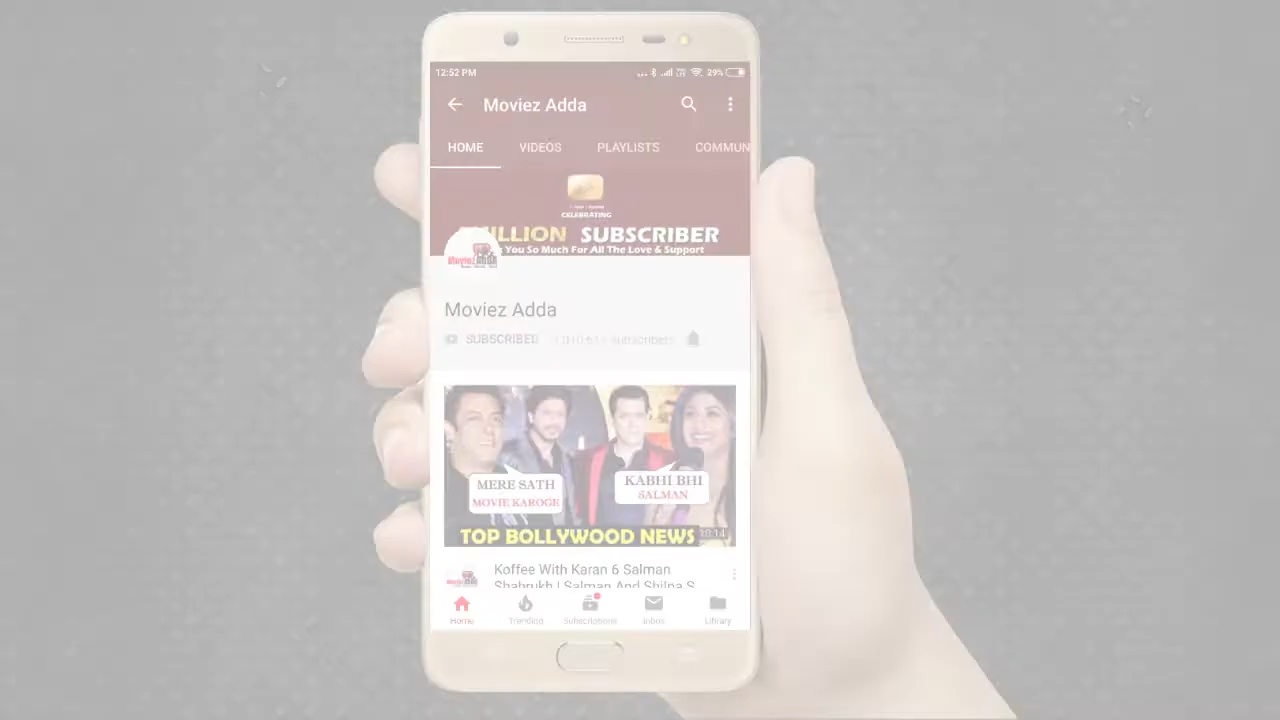 12:52 PM
29%
Moviez Adda
HOME VIDEOS PLAYLISTS COMMUN
CELEBRATING
MILLION SUBSCRIBER
You So Much For All The Love & Support
Moviez Adda
Moviez Adda
SUBSCRIBED subscribers
MERE SATH
MOVIE KAROGE
KABHI BHI
SALMAN
TOP BOLLYWOOD NEWS 10:14
Koffee With Karan 6 Salman
Shahrukh | Salman And Shilpa S
Home Trending Subscriptions Inbox Library